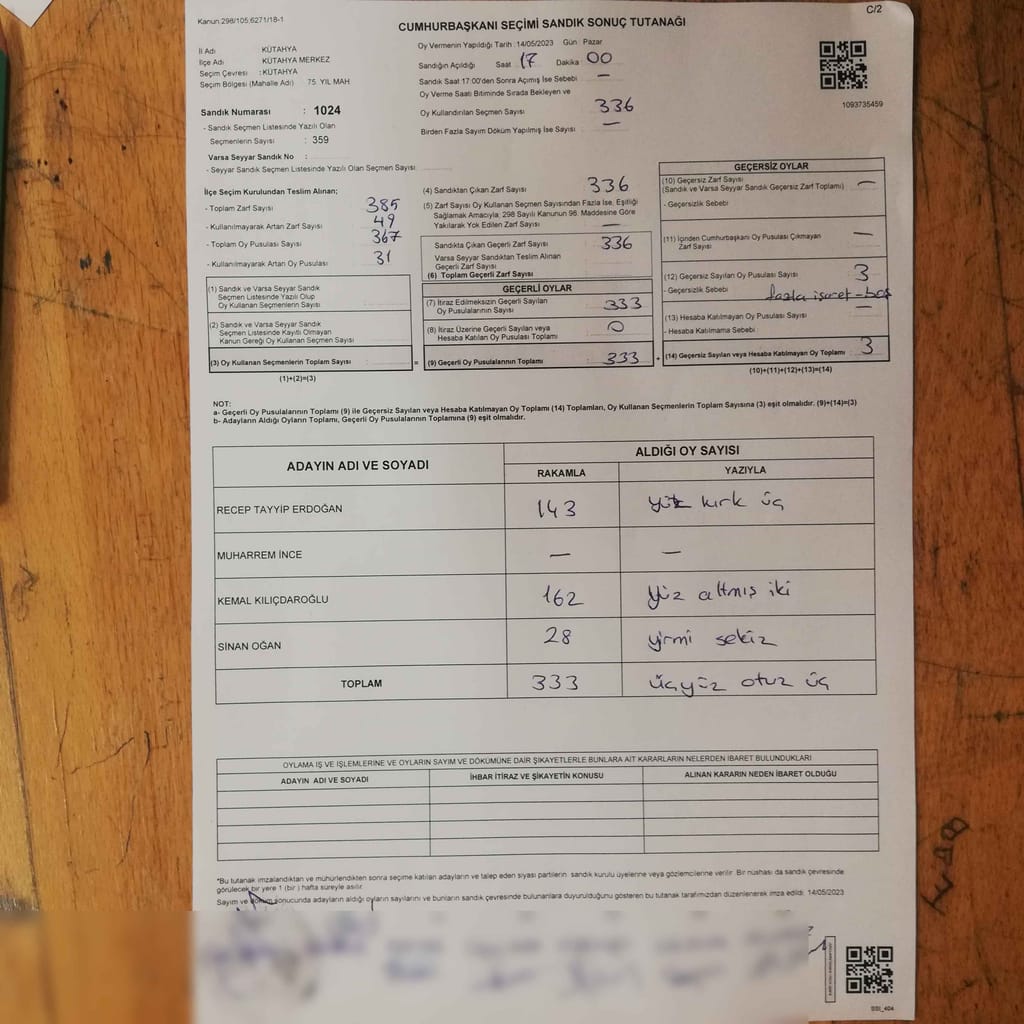 C/2
Kanun 298/105;6271/18-1
CUMHURBAŞKANI SEÇİMİ SANDIK SONUÇ TUTANAĞI
İl Adı KÜTAHYA
İlçe Adı KÜTAHYA MERKEZ
Seçim Çevresi : KÜTAHYA
Seçim Bölgesi (Mahalle Adı) 75. YIL MAH
Sandık Numarası : 1024
- Sandık Seçmen Listesinde Yazılı Olan
Seçmenlerin Sayısı : 359
Varsa Seyyar Sandık No :
- Seyyar Sandık Seçmen Listesinde Yazılı Olan Seçmen Sayısı
Oy Vermenin Yapıldığı Tarih : 14/05/2023 Gün : Pazar
Sandığın Açıldığı Saat 17 Dakika 00
Sandık Saat 17:00'den Sonra Açımış İse Sebebi —
Oy Verme Saati Bitiminde Sırada Bekleyen ve
Oy Kullandırılan Seçmen Sayısı 336
Birden Fazla Sayım Döküm Yapılmış İse Sayısı —
1093735459
İlçe Seçim Kurulundan Teslim Alınan;
- Toplam Zarf Sayısı 385
- Kullanılmayarak Artan Zarf Sayısı 49
- Toplam Oy Pusulası Sayısı 367
- Kullanılmayarak Artan Oy Pusulası 31
(1) Sandık ve Varsa Seyyar Sandık
Seçmen Listesinde Yazılı Olup
Oy Kullanan Seçmenlerin Sayısı
(2) Sandık ve Varsa Seyyar Sandık
Seçmen Listesinde Kayıtlı Olmayan
Kanun Gereği Oy Kullanan Seçmen Sayısı
(3) Oy Kullanan Seçmenlerin Toplam Sayısı =
(1)+(2)=(3)
(4) Sandıktan Çıkan Zarf Sayısı 336
(5) Zarf Sayısı Oy Kullanan Seçmen Sayısından Fazla İse, Eşitliği
Sağlamak Amacıyla; 298 Sayılı Kanunun 98. Maddesine Göre
Yakılarak Yok Edilen Zarf Sayısı —
Sandıkta Çıkan Geçerli Zarf Sayısı 336
Varsa Seyyar Sandıktan Teslim Alınan
Geçerli Zarf Sayısı
(6) Toplam Geçerli Zarf Sayısı
GEÇERLİ OYLAR
(7) İtiraz Edilmeksizin Geçerli Sayılan
Oy Pusulasının Sayısı 333
(8) İtiraz Üzerine Geçerli Sayılan veya
Hesaba Katılan Oy Pusulası Toplamı 0
(9) Geçerli Oy Pusulalarının Toplamı 333 +
GEÇERSİZ OYLAR
(10) Geçersiz Zarf Sayısı
(Sandık ve Varsa Seyyar Sandık Geçersiz Zarf Toplamı) —
- Geçersizlik Sebebi
(11) İçinden Cumhurbaşkanı Oy Pusulası Çıkmayan
Zarf Sayısı —
(12) Geçersiz Sayılan Oy Pusulası Sayısı 3
- Geçersizlik Sebebi fazla işaret-boş
(13) Hesaba Katılmayan Oy Pusulası Sayısı —
- Hesaba Katılmama Sebebi
(14) Geçersiz Sayılan veya Hesaba Katılmayan Oy Toplamı 3
(10)+(11)+(12)+(13)=(14)
NOT:
a- Geçerli Oy Pusulalarının Toplamı (9) ile Geçersiz Sayılan veya Hesaba Katılmayan Oy Toplamı (14) Toplamları, Oy Kullanan Seçmenlerin Toplam Sayısına (3) eşit olmalıdır. (9)+(14)=(3)
b- Adayların Aldığı Oyların Toplamı, Geçerli Oy Pusulalarının Toplamına (9) eşit olmalıdır.
ADAYIN ADI VE SOYADI ALDIĞI OY SAYISI
RAKAMLA YAZIYLA
RECEP TAYYİP ERDOĞAN 143 yüz kırk üç
MUHARREM İNCE — —
KEMAL KILIÇDAROĞLU 162 yüz altmış iki
SİNAN OĞAN 28 yirmi sekiz
TOPLAM 333 üçyüz otuz üç
OYLAMA İŞ VE İŞLEMLERİNE VE OYLARIN SAYIM VE DÖKÜMÜNE DAİR ŞİKAYETLERLE BUNLARA AİT KARARLARIN NELERDEN İBARET BULUNDUKLARI
ADAYIN ADI VE SOYADI İHBAR İTİRAZ VE ŞİKAYETİN KONUSU ALINAN KARARIN NEDEN İBARET OLDUĞU
*Bu tutanak imzalandıktan ve mühürlendikten sonra seçime katılan adayların ve talep eden siyasi partilerin sandık kurulu üyelerine veya gözlemcilerine verilir. Bir nüshası da sandık çevresinde
görülecek bir yere 1 (bir) hafta süreyle asılır.
Sayım ve döküm sonucunda adayların aldığı oyların sayılarını ve bunların sandık çevresinde bulunanlara duyurulduğunu gösteren bu tutanak tarafımızdan düzenlenerek imza edildi. 14/05/2023